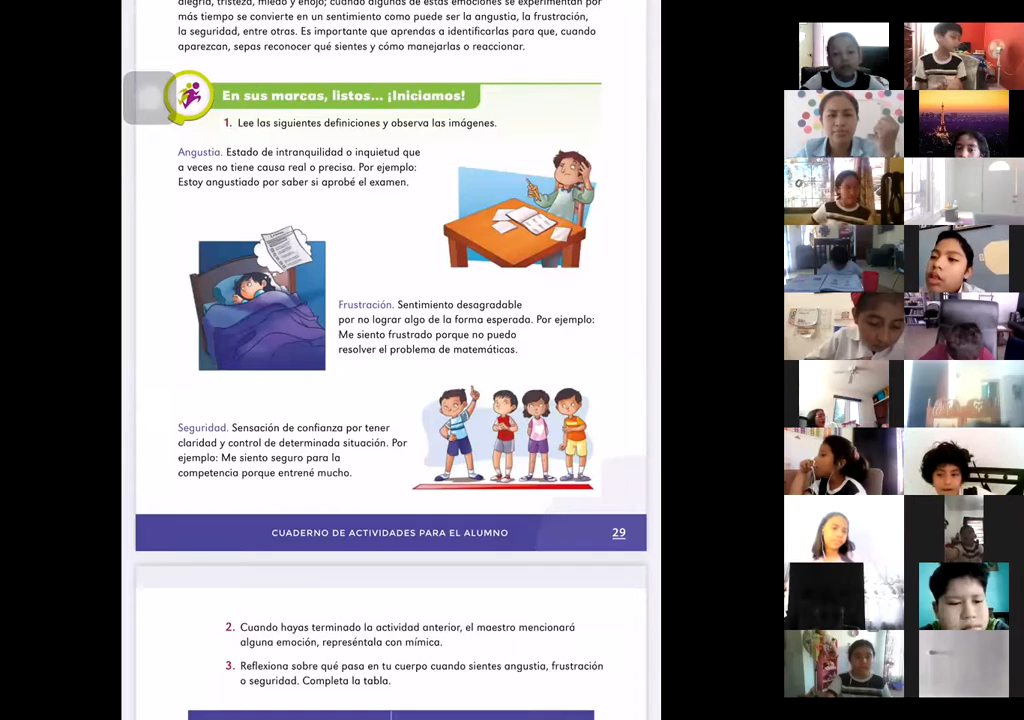 alegría, tristeza, miedo y enojo; cuando algunas de estas emociones se experimentan por
más tiempo se convierte en un sentimiento como puede ser la angustia, la frustración,
la seguridad, entre otras. Es importante que aprendas a identificarlas para que, cuando
aparezcan, sepas reconocer qué sientes y cómo manejarlas o reaccionar.
En sus marcas, listos... ¡Iniciamos!
1. Lee las siguientes definiciones y observa las imágenes.
Angustia. Estado de intranquilidad o inquietud que
a veces no tiene causa real o precisa. Por ejemplo:
Estoy angustiado por saber si aprobé el examen.
Frustración. Sentimiento desagradable
por no lograr algo de la forma esperada. Por ejemplo:
Me siento frustrado porque no puedo
resolver el problema de matemáticas.
Seguridad. Sensación de confianza por tener
claridad y control de determinada situación. Por
ejemplo: Me siento seguro para la
competencia porque entrené mucho.
CUADERNO DE ACTIVIDADES PARA EL ALUMNO 29
2. Cuando hayas terminado la actividad anterior, el maestro mencionará
alguna emoción, represéntala con mímica.
3. Reflexiona sobre qué pasa en tu cuerpo cuando sientes angustia, frustración
o seguridad. Completa la tabla.